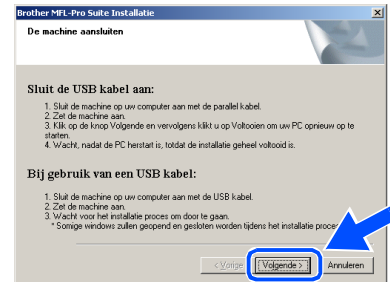 Brother MFL-Pro Suite Installatie
De machine aansluiten
Sluit de USB kabel aan:
1. Sluit de machine op uw computer aan met de parallel kabel.
2. Zet de machine aan.
3. Klik op de knop Volgende en vervolgens klikt u op Voltooien om uw PC opnieuw op te
starten.
4. Wacht, nadat de PC herstart is, totdat de installatie geheel voltooid is.
Bij gebruik van een USB kabel:
1. Sluit de machine op uw computer aan met de USB kabel.
2. Zet de machine aan.
3. Wacht voor het installatie proces om door te gaan.
* Somige windows zullen geopend en gesloten worden tijdens het installatie
< Vorige Volgende > Annuleren